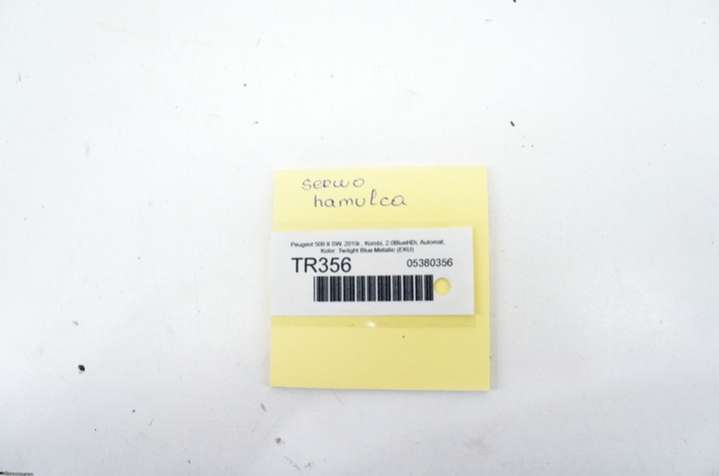 serwo
hamulca
Peugeot 508 II SW, 2019r., Kombi, 2.0BlueHDi, Automat,
Kolor: Twilight Blue Metallic (EKU)
TR356 05380356